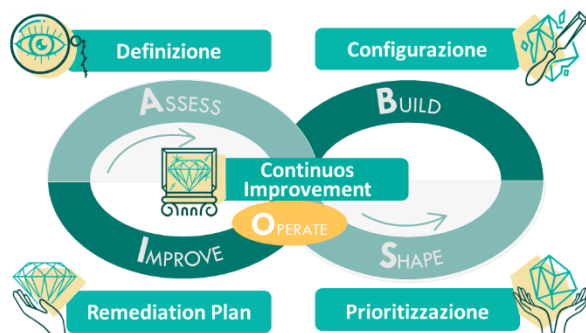 Definizione
Configurazione
ASSESS
BUILD
Continuos
Improvement
OPERATE
IMPROVE
SHAPE
Remediation Plan
Prioritizzazione